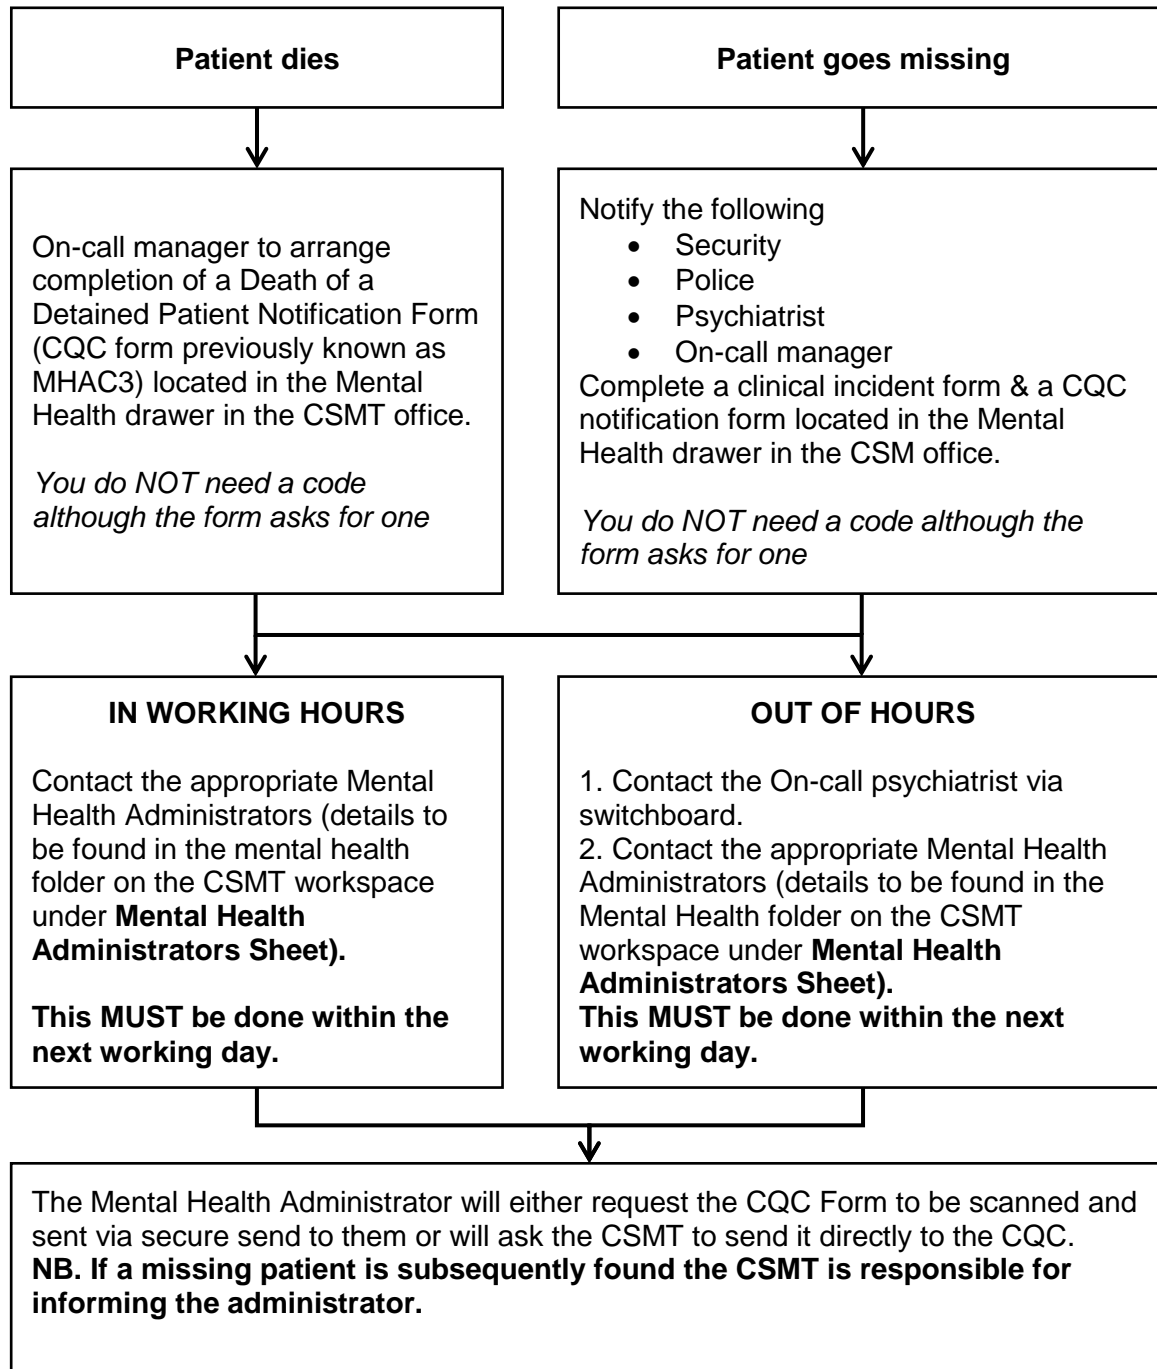 Patient dies
Patient goes missing
On-call manager to arrange
completion of a Death of a
Detained Patient Notification Form
(CQC form previously known as
MHAC3) located in the Mental
Health drawer in the CSMT office.
You do NOT need a code
although the form asks for one
Notify the following
• Security
• Police
• Psychiatrist
• On-call manager
Complete a clinical incident form & a CQC
notification form located in the Mental
Health drawer in the CSM office.
You do NOT need a code although the
form asks for one
IN WORKING HOURS
Contact the appropriate Mental
Health Administrators (details to
be found in the mental health
folder on the CSMT workspace
under Mental Health
Administrators Sheet).
This MUST be done within the
next working day.
OUT OF HOURS
1. Contact the On-call psychiatrist via
switchboard.
2. Contact the appropriate Mental Health
Administrators (details to be found in the
Mental Health folder on the CSMT
workspace under Mental Health
Administrators Sheet).
This MUST be done within the next
working day.
The Mental Health Administrator will either request the CQC Form to be scanned and
sent via secure send to them or will ask the CSMT to send it directly to the CQC.
NB. If a missing patient is subsequently found the CSMT is responsible for
informing the administrator.